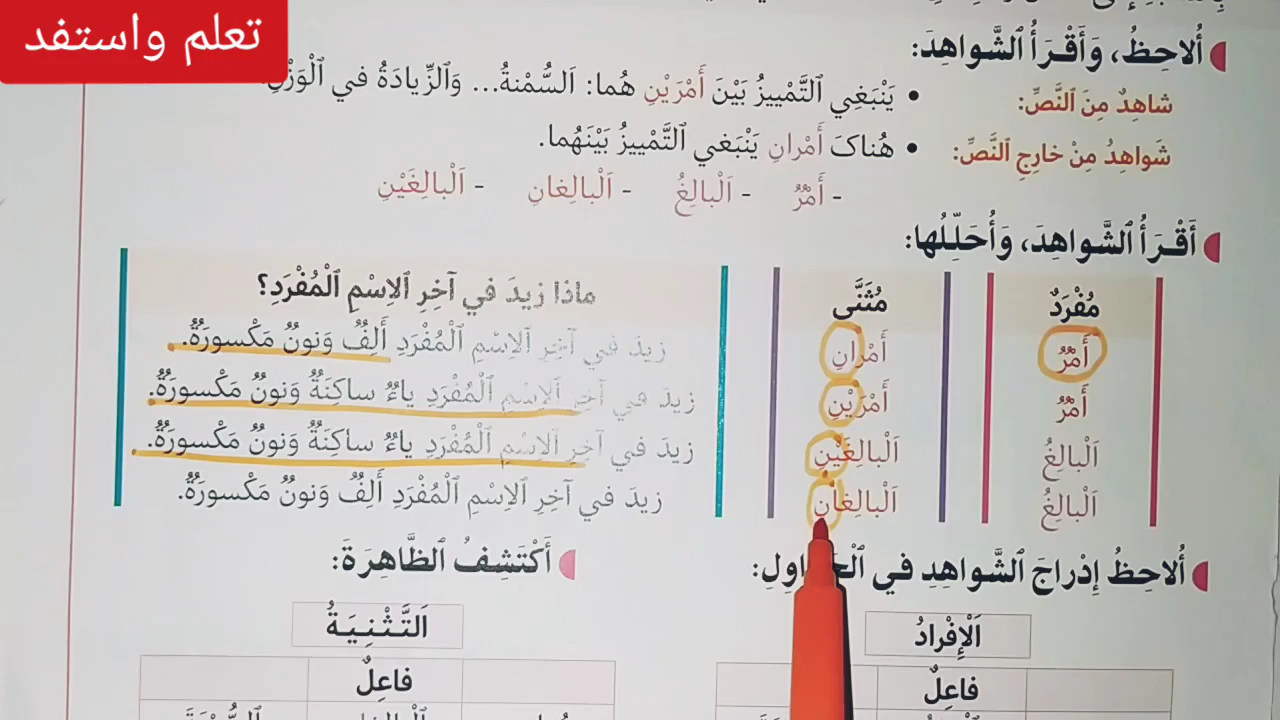 تعلم واستفد
أُلاحِظُ، وَأَقْرَأُ ٱلشَّواهِدَ:
شاهِدٌ مِنَ ٱلنَّصِّ:
• يَنْبَغِي ٱلتَّمْييزُ بَيْنَ أَمْرَيْنِ هُما: اَلسُّمْنةُ... وَٱلزِّيادَةُ في ٱلْوَزْنِ.
شَواهِدُ مِنْ خارِجِ ٱلنَّصِّ:
• هُناكَ أَمْرانِ يَنْبَغي ٱلتَّمْييزُ بَيْنَهُما.
- أَمْرٌ - اَلْبالِغُ - اَلْبالِغانِ - اَلْبالِغَيْنِ
أَقْرَأُ ٱلشَّواهِدَ، وَأُحَلِّلُها:
مُفْرَدٌ مُثَنًّى ماذا زيدَ في آخِرِ ٱلِاسْمِ ٱلْمُفْرَدِ؟
أَمْرٌ أَمْرانِ زيدَ في آخِرِ ٱلِاسْمِ ٱلْمُفْرَدِ أَلِفٌ وَنونٌ مَكْسورَةٌ.
أَمْرٌ أَمْرَيْنِ زيدَ في آخِرِ ٱلِاسْمِ ٱلْمُفْرَدِ ياءٌ ساكِنَةٌ وَنونٌ مَكْسورَةٌ.
اَلْبالِغُ اَلْبالِغَيْنِ زيدَ في آخِرِ ٱلِاسْمِ ٱلْمُفْرَدِ ياءٌ ساكِنَةٌ وَنونٌ مَكْسورَةٌ.
اَلْبالِغُ اَلْبالِغانِ زيدَ في آخِرِ ٱلِاسْمِ ٱلْمُفْرَدِ أَلِفٌ وَنونٌ مَكْسورَةٌ.
أُلاحِظُ إِدْراجَ ٱلشَّواهِدِ في
أَكْتَشِفُ ٱلظَّاهِرَةَ:
اَلْإِفْرادُ
اَلتَّثْنِيَةُ
فاعِلٌ
فاعِلٌ